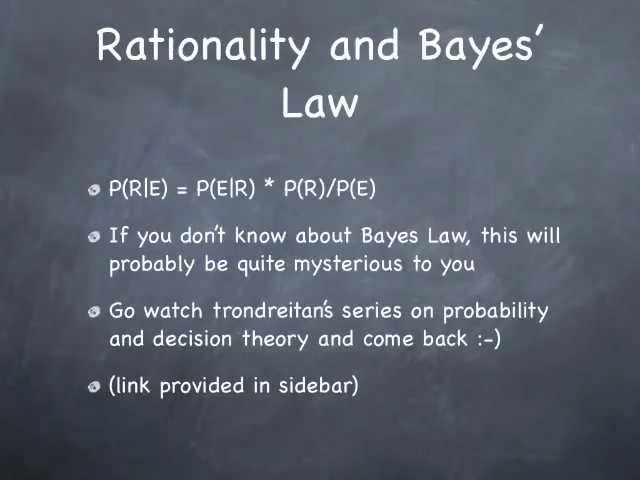 Rationality and Bayes'
Law
P(R|E) = P(E|R) * P(R)/P(E)
If you don't know about Bayes Law, this will
probably be quite mysterious to you
Go watch trondreitan's series on probability
and decision theory and come back :-)
(link provided in sidebar)